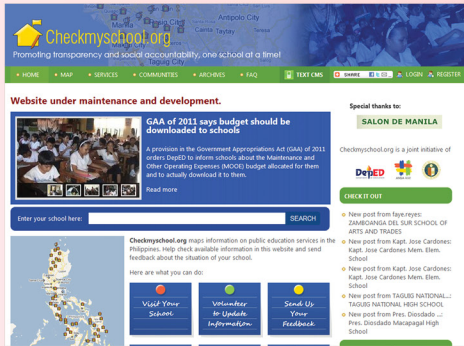 Antipolo City
Cainta Taytay
Taguig City
Checkmyschool.org
Promoting transparency and social accountability, one school at a time!
HOME MAP SERVICES COMMUNITIES ARCHIVES FAQ TEXT CMS SHARE LOGIN REGISTER
Website under maintenance and development.
GAA of 2011 says budget should be
downloaded to schools
A provision in the Government Appropriations Act (GAA) of 2011
orders DepED to inform schools about the Maintenance and
Other Operating Expenses (MOOE) budget allocated for them
and to actually download it to them.
Read more
Enter your school here: SEARCH
Checkmyschool.org maps information on public education services in the
Philippines. Help check available information in this website and send
feedback about the situation of your school.
Here are what you can do:
Visit Your
School
Volunteer
to Update
Information
Send Us
Your
Feedback
Special thanks to:
SALON DE MANILA
Checkmyschool.org is a joint initiative of
DepED
CHECK IT OUT
New post from faye.reyes:
ZAMBOANGA DEL SUR SCHOOL OF
ARTS AND TRADES
New post from Kapt. Jose Cardones:
Kapt. Jose Cardones Mem. Elem.
School
New post from Kapt. Jose Cardones:
Kapt. Jose Cardones Mem. Elem.
School
New post from TAGUIG NATIONAL...:
TAGUIG NATIONAL HIGH SCHOOL
New post from Pres. Diosdado ...:
Pres. Diosdado Macapagal High
School